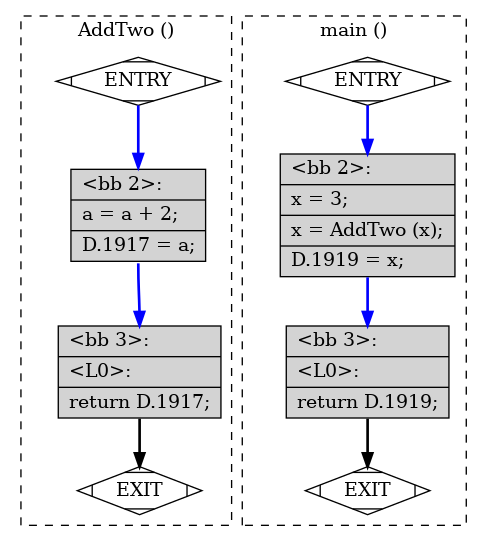 AddTwo ()
ENTRY
<bb 2>:
a = a + 2;
D.1917 = a;
<bb 3>:
<L0>:
return D.1917;
EXIT
main ()
ENTRY
<bb 2>:
x = 3;
x = AddTwo (x);
D.1919 = x;
<bb 3>:
<L0>:
return D.1919;
EXIT